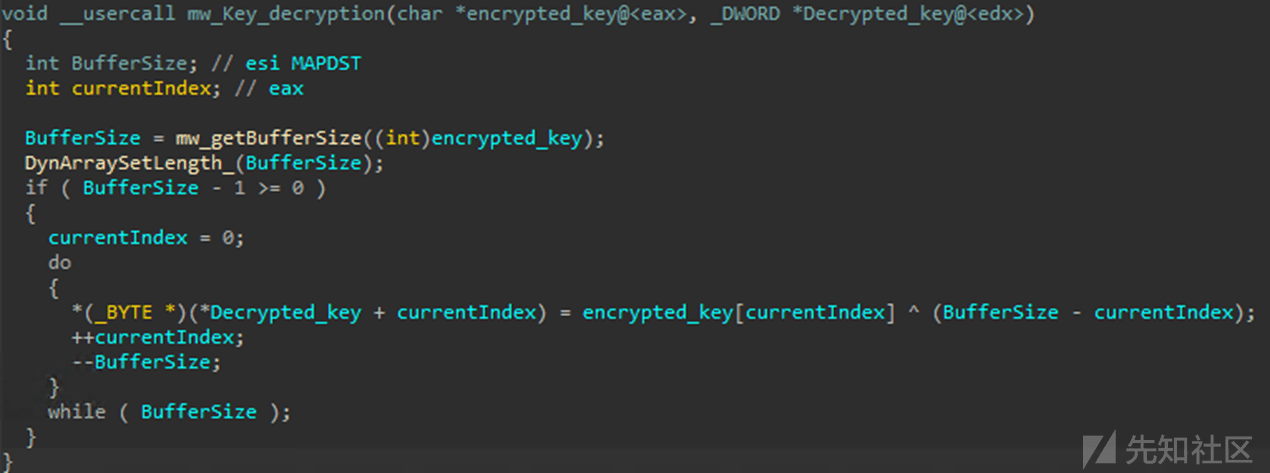 void __usercall mw_Key_decryption(char *encrypted_key@<eax>, _DWORD *Decrypted_key@<edx>)
{
  int BufferSize; // esi MAPDST
  int currentIndex; // eax

  BufferSize = mw_getBufferSize((int)encrypted_key);
  DynArraySetLength_(BufferSize);
  if ( BufferSize - 1 >= 0 )
  {
    currentIndex = 0;
    do
    {
      *(_BYTE *)(*Decrypted_key + currentIndex) = encrypted_key[currentIndex] ^ (BufferSize - currentIndex);
      ++currentIndex;
      --BufferSize;
    }
    while ( BufferSize );
  }
}
先知社区